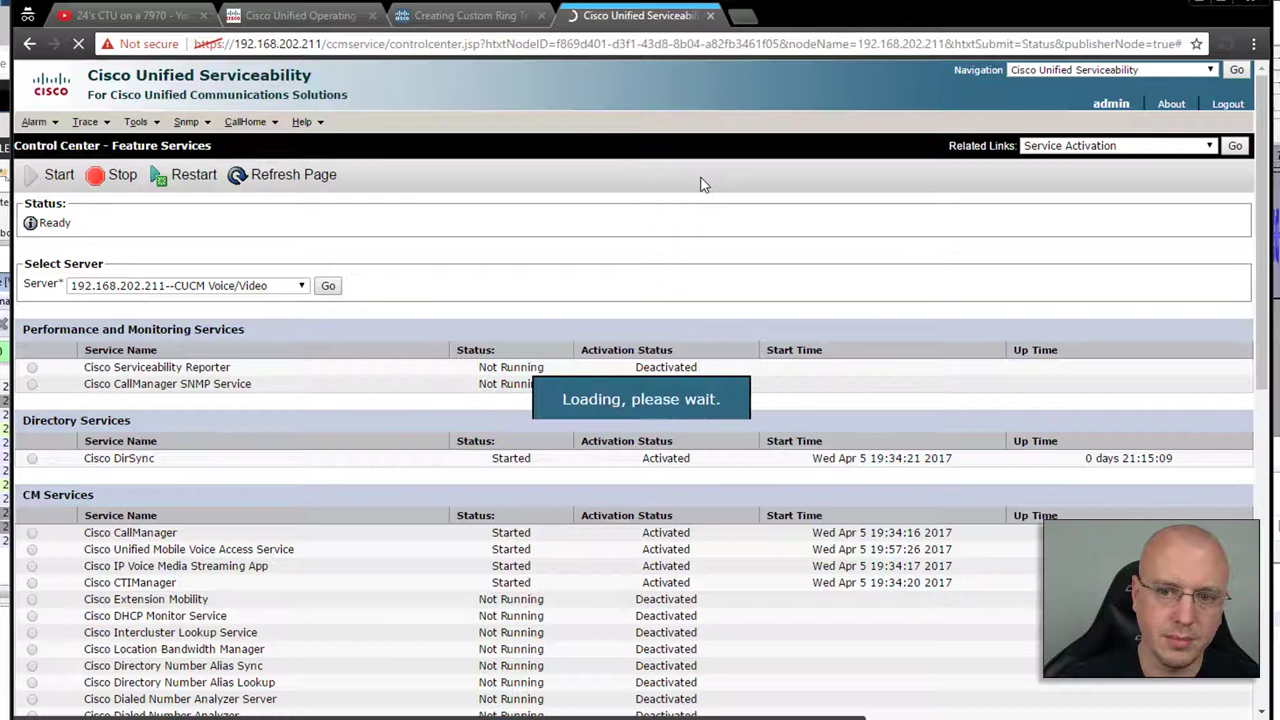 24's CTU on a 7970 - Yo
Cisco Unified Operating
Creating Custom Ring Tr
Cisco Unified Serviceabi
Not secure https://192.168.202.211/ccmservice/controlcenter.jsp?htxtNodeID=f869d401-d3f1-43d8-8b04-a82fb3461f05&nodeName=192.168.202.211&htxtSubmit=Status&publisherNode=true#
CISCO
Cisco Unified Serviceability
For Cisco Unified Communications Solutions
Navigation Cisco Unified Serviceability Go
admin About Logout
Alarm Trace Tools Snmp CallHome Help
Control Center - Feature Services
Related Links: Service Activation Go
Start Stop Restart Refresh Page
Status:
Ready
Select Server
Server* 192.168.202.211--CUCM Voice/Video Go
Performance and Monitoring Services
Service Name Status: Activation Status Start Time Up Time
Cisco Serviceability Reporter Not Running Deactivated
Cisco CallManager SNMP Service Not Runnin
Loading, please wait.
Directory Services
Service Name Status: Activation Status Start Time Up Time
Cisco DirSync Started Activated Wed Apr 5 19:34:21 2017 0 days 21:15:09
CM Services
Service Name Status: Activation Status Start Time Up Time
Cisco CallManager Started Activated Wed Apr 5 19:34:16 2017
Cisco Unified Mobile Voice Access Service Started Activated Wed Apr 5 19:57:26 2017
Cisco IP Voice Media Streaming App Started Activated Wed Apr 5 19:34:17 2017
Cisco CTIManager Started Activated Wed Apr 5 19:34:20 2017
Cisco Extension Mobility Not Running Deactivated
Cisco DHCP Monitor Service Not Running Deactivated
Cisco Intercluster Lookup Service Not Running Deactivated
Cisco Location Bandwidth Manager Not Running Deactivated
Cisco Directory Number Alias Sync Not Running Deactivated
Cisco Directory Number Alias Lookup Not Running Deactivated
Cisco Dialed Number Analyzer Server Not Running Deactivated
Cisco Dialed Number Analyzer Not Running Deactivated